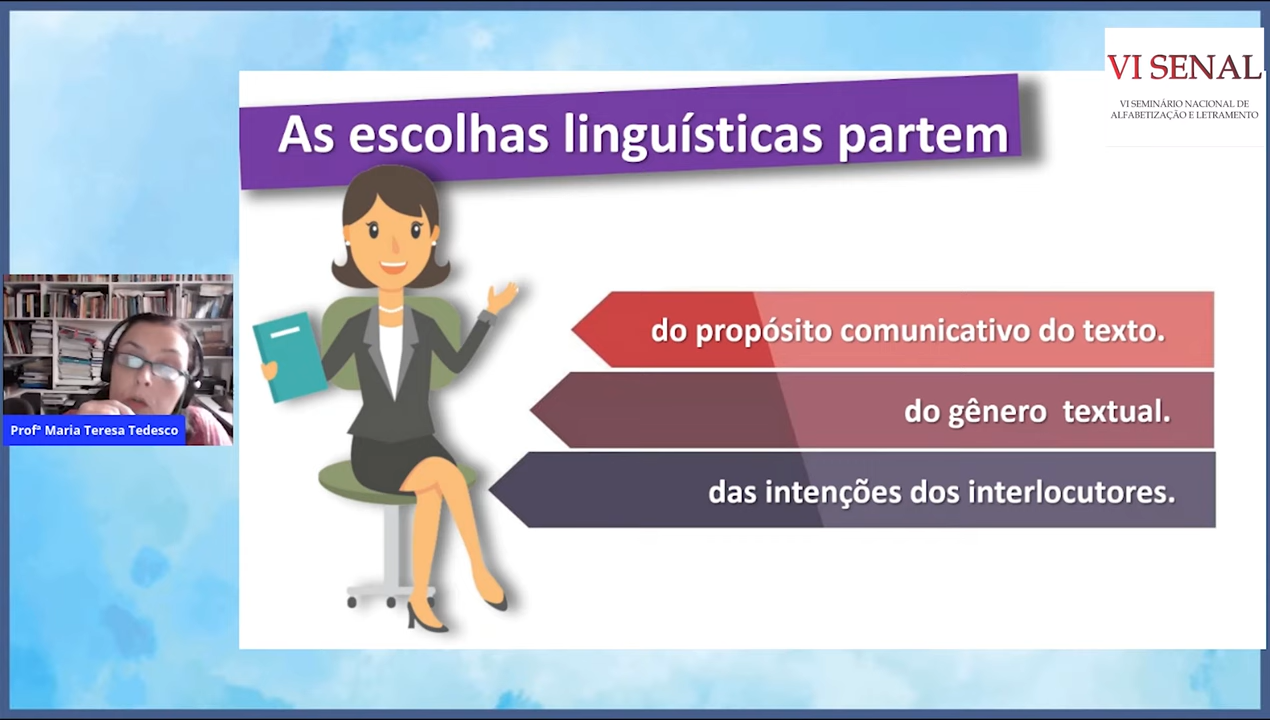 VI SENAL
VI SEMINÁRIO NACIONAL DE
ALFABETIZAÇÃO E LETRAMENTO
As escolhas linguísticas partem
do propósito comunicativo do texto.
do gênero textual.
das intenções dos interlocutores.
Profª Maria Teresa Tedesco